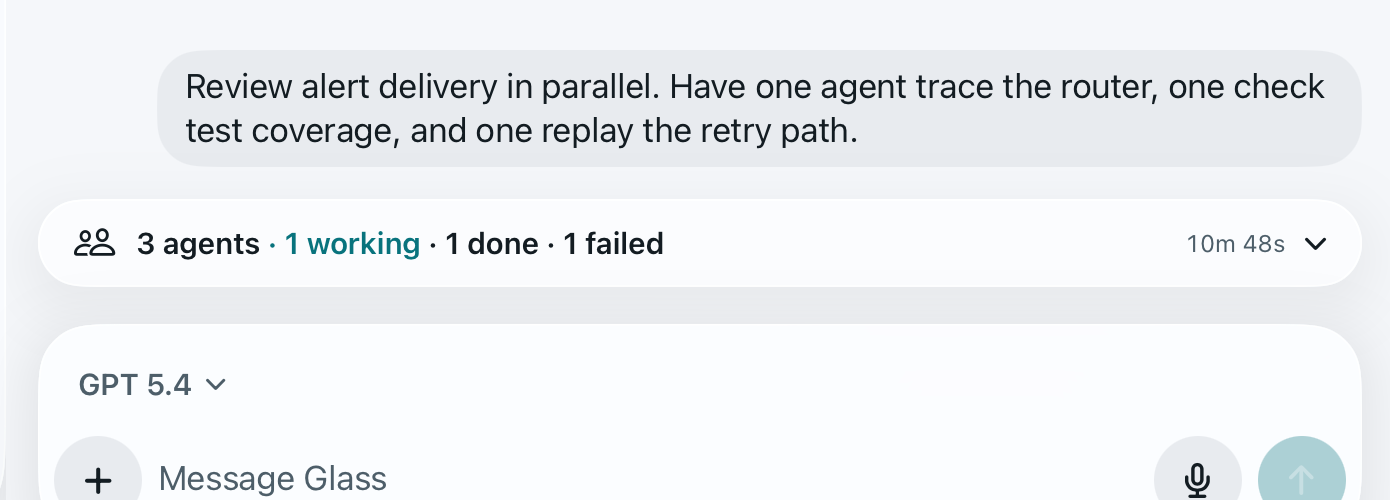 Review alert delivery in parallel. Have one agent trace the router, one check
test coverage, and one replay the retry path.
3 agents · 1 working · 1 done · 1 failed
10m 48s
GPT 5.4
Message Glass